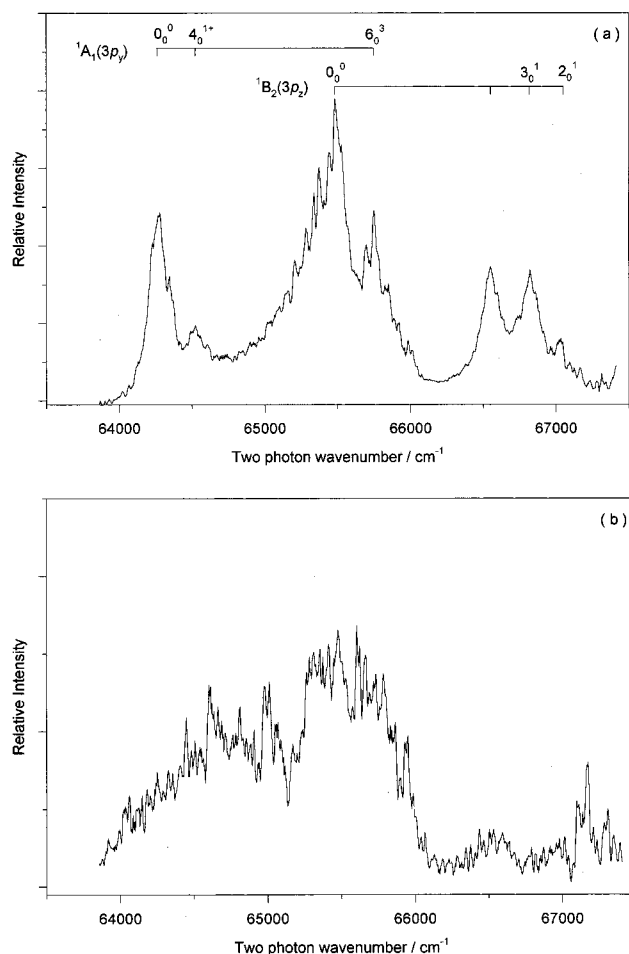 ( a )
0₀⁰ 4₀¹⁺ 6₀³
¹A₁(3p_y)
0₀⁰ 3₀¹ 2₀¹
¹B₂(3p_z)
Relative Intensity
64000 65000 66000 67000
Two photon wavenumber / cm⁻¹
( b )
Relative Intensity
64000 65000 66000 67000
Two photon wavenumber / cm⁻¹